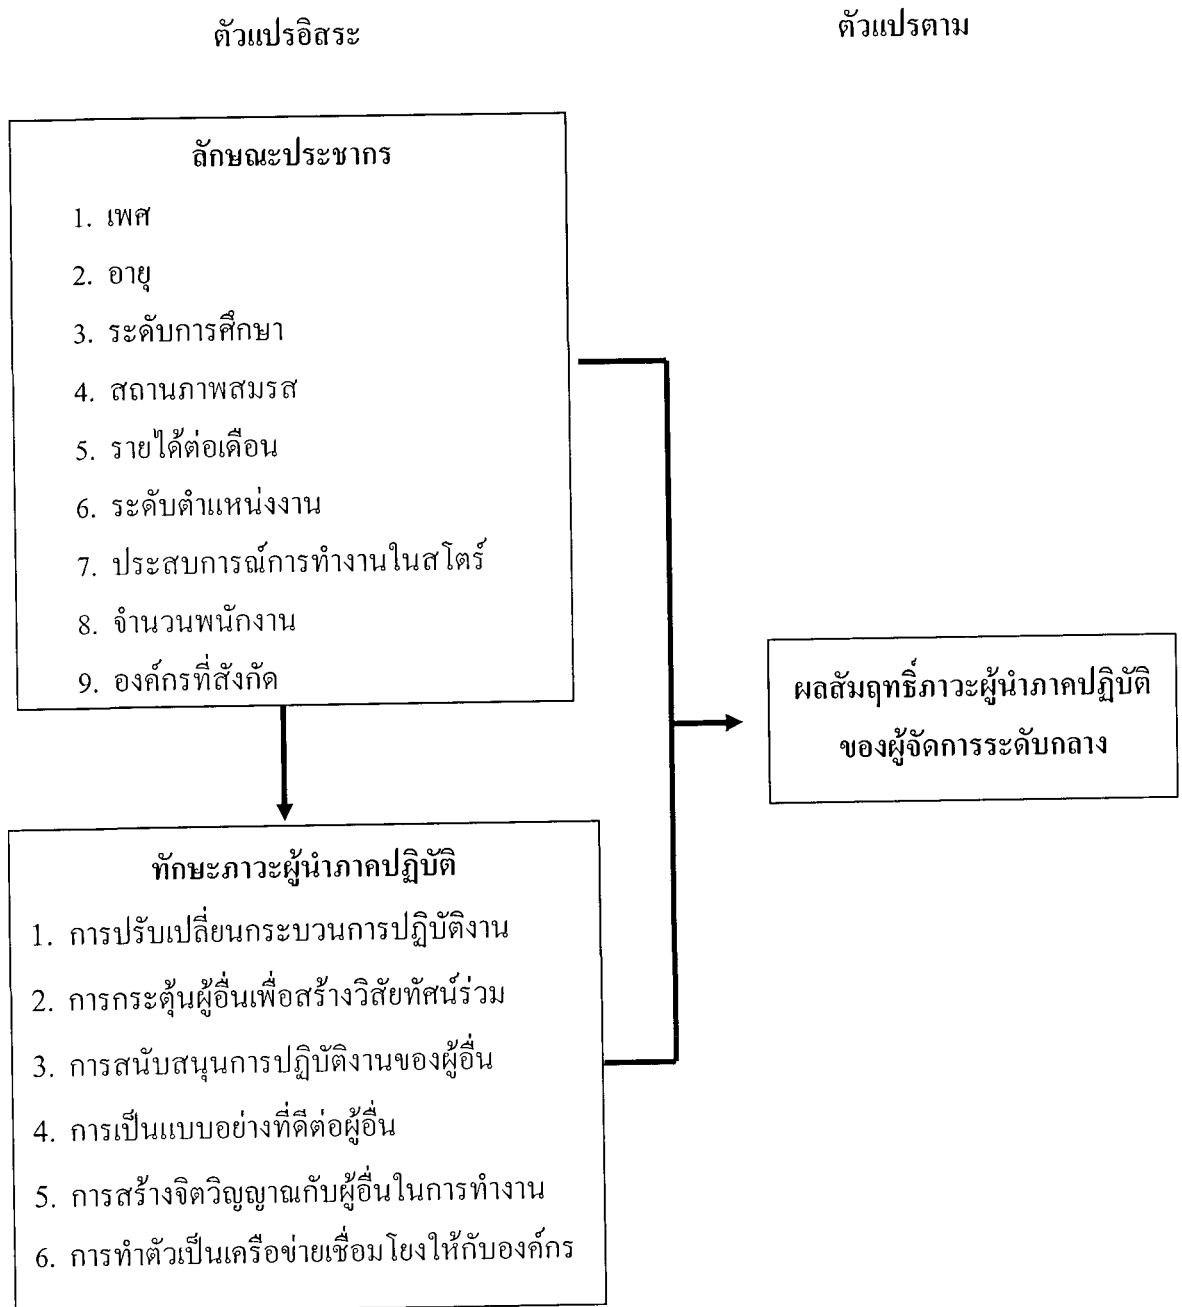 ตัวแปรอิสระ
ตัวแปรตาม
ลักษณะประชากร
1. เพศ
2. อายุ
3. ระดับการศึกษา
4. สถานภาพสมรส
5. รายได้ต่อเดือน
6. ระดับตำแหน่งงาน
7. ประสบการณ์การทำงานในสโตร์
8. จำนวนพนักงาน
9. องค์กรที่สังกัด
ผลสัมฤทธิ์ภาวะผู้นำภาคปฏิบัติ
ของผู้จัดการระดับกลาง
ทักษะภาวะผู้นำภาคปฏิบัติ
1. การปรับเปลี่ยนกระบวนการปฏิบัติงาน
2. การกระตุ้นผู้อื่นเพื่อสร้างวิสัยทัศน์ร่วม
3. การสนับสนุนการปฏิบัติงานของผู้อื่น
4. การเป็นแบบอย่างที่ดีต่อผู้อื่น
5. การสร้างจิตวิญญาณกับผู้อื่นในการทำงาน
6. การทำตัวเป็นเครือข่ายเชื่อมโยงให้กับองค์กร